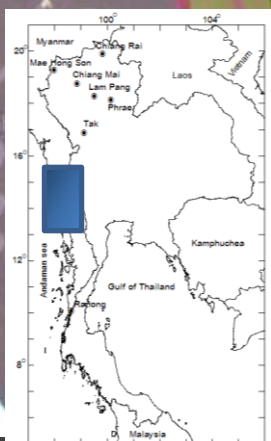 100° 104°
20°
Myanmar
Chiang Rai
Mae Hong Son
Laos
Vietnam
Chiang Mai
Lam Pang
Phrae
Tak
16°
Kamphuchea
12°
Andaman sea
Gulf of Thailand
Ranong
8°
Malaysia